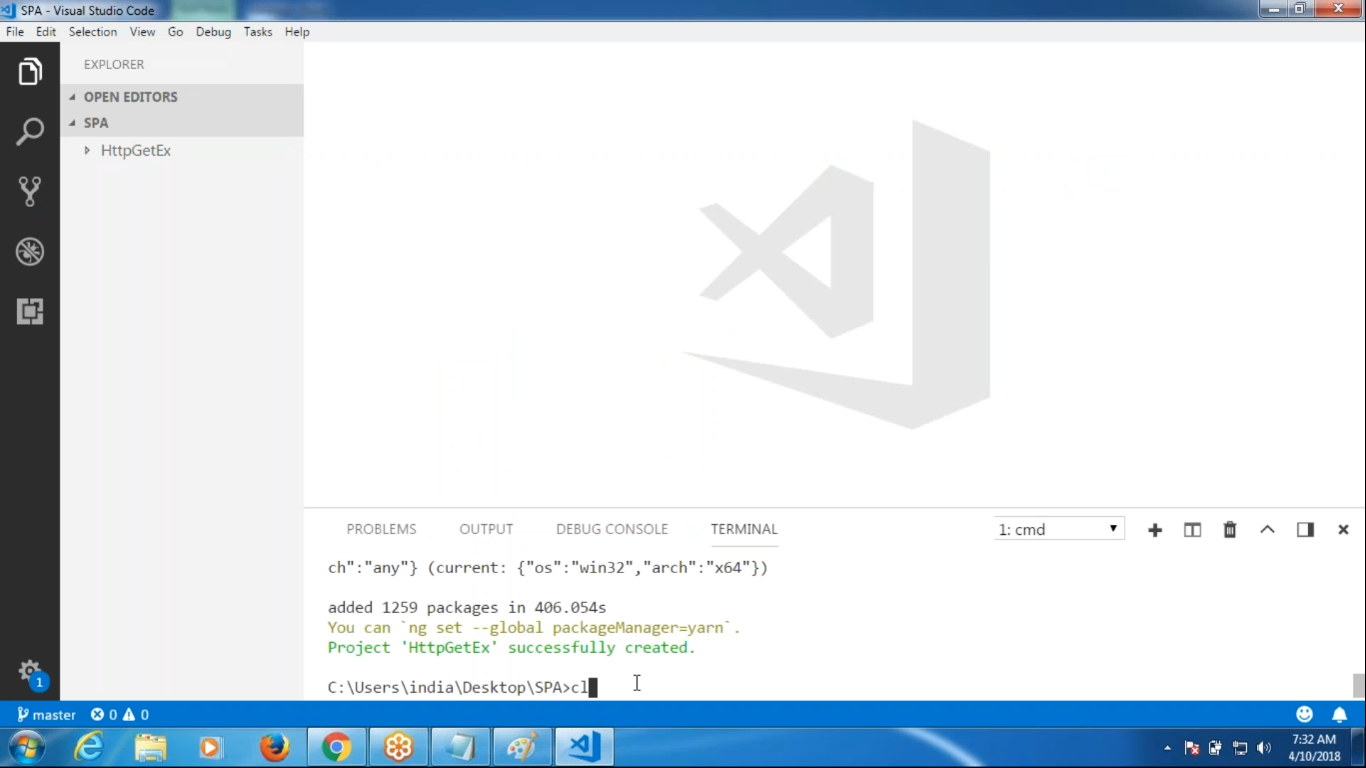 SPA - Visual Studio Code
File Edit Selection View Go Debug Tasks Help
EXPLORER
OPEN EDITORS
SPA
HttpGetEx
PROBLEMS OUTPUT DEBUG CONSOLE TERMINAL 1: cmd
ch":"any"} (current: {"os":"win32","arch":"x64"})
added 1259 packages in 406.054s
You can `ng set --global packageManager=yarn`.
Project 'HttpGetEx' successfully created.
C:\Users\india\Desktop\SPA>cl
1
master 0 0
7:32 AM
4/10/2018